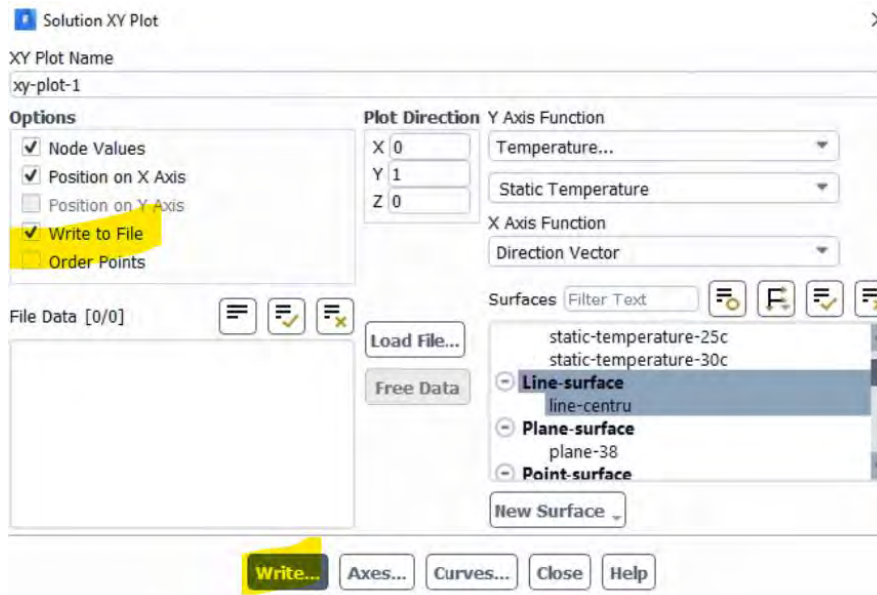 Solution XY Plot
XY Plot Name
xy-plot-1
Options
Node Values
Position on X Axis
Position on Y Axis
Write to File
Order Points
Plot Direction
X 0
Y 1
Z 0
Y Axis Function
Temperature...
Static Temperature
X Axis Function
Direction Vector
File Data [0/0]
Load File...
Free Data
Surfaces Filter Text
static-temperature-25c
static-temperature-30c
Line-surface
line-centru
Plane-surface
plane-38
Point-surface
New Surface
Write... Axes... Curves... Close Help